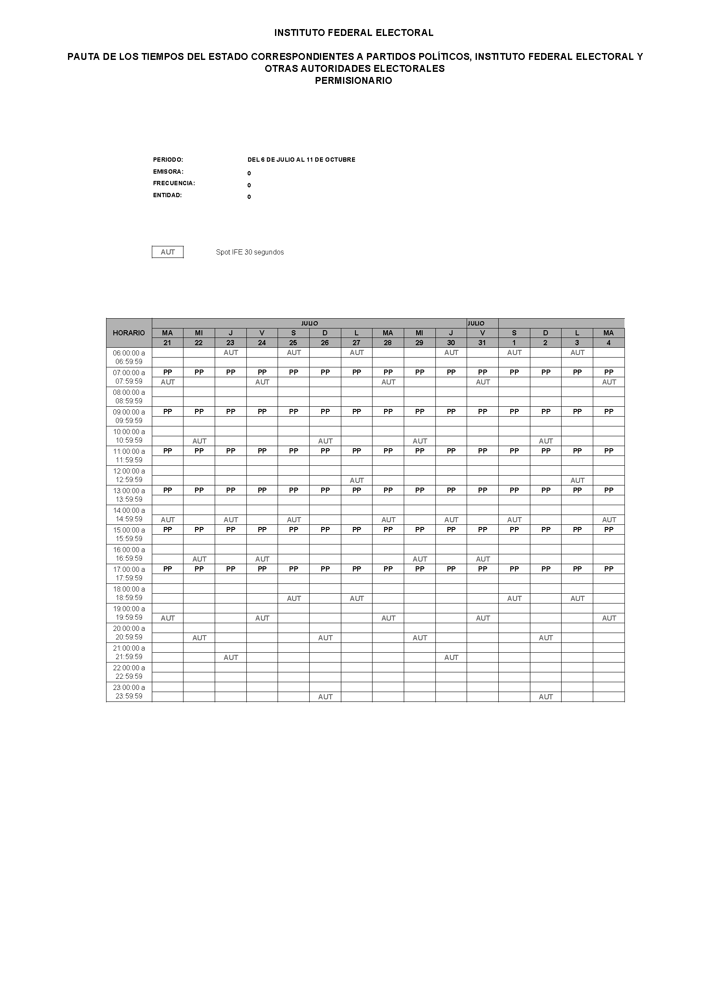 INSTITUTO FEDERAL ELECTORAL
PAUTA DE LOS TIEMPOS DEL ESTADO CORRESPONDIENTES A PARTIDOS POLÍTICOS, INSTITUTO FEDERAL ELECTORAL Y
OTRAS AUTORIDADES ELECTORALES
PERMISIONARIO
PERIODO: DEL 6 DE JULIO AL 11 DE OCTUBRE
EMISORA: 0
FRECUENCIA: 0
ENTIDAD: 0
AUT Spot IFE 30 segundos
JULIO JULIO
HORARIO MA MI J V S D L MA MI J V S D L MA
21 22 23 24 25 26 27 28 29 30 31 1 2 3 4
06:00:00 a AUT AUT AUT AUT AUT AUT
06:59:59
07:00:00 a PP PP PP PP PP PP PP PP PP PP PP PP PP PP PP
07:59:59 AUT AUT AUT AUT AUT
08:00:00 a
08:59:59
09:00:00 a PP PP PP PP PP PP PP PP PP PP PP PP PP PP PP
09:59:59
10:00:00 a
10:59:59 AUT AUT AUT AUT
11:00:00 a PP PP PP PP PP PP PP PP PP PP PP PP PP PP PP
11:59:59
12:00:00 a
12:59:59 AUT AUT
13:00:00 a PP PP PP PP PP PP PP PP PP PP PP PP PP PP PP
13:59:59
14:00:00 a
14:59:59 AUT AUT AUT AUT AUT AUT AUT
15:00:00 a PP PP PP PP PP PP PP PP PP PP PP PP PP PP PP
15:59:59
16:00:00 a
16:59:59 AUT AUT AUT AUT
17:00:00 a PP PP PP PP PP PP PP PP PP PP PP PP PP PP PP
17:59:59
18:00:00 a
18:59:59 AUT AUT AUT AUT
19:00:00 a
19:59:59 AUT AUT AUT AUT AUT
20:00:00 a
20:59:59 AUT AUT AUT AUT
21:00:00 a
21:59:59 AUT AUT
22:00:00 a
22:59:59
23:00:00 a
23:59:59 AUT AUT